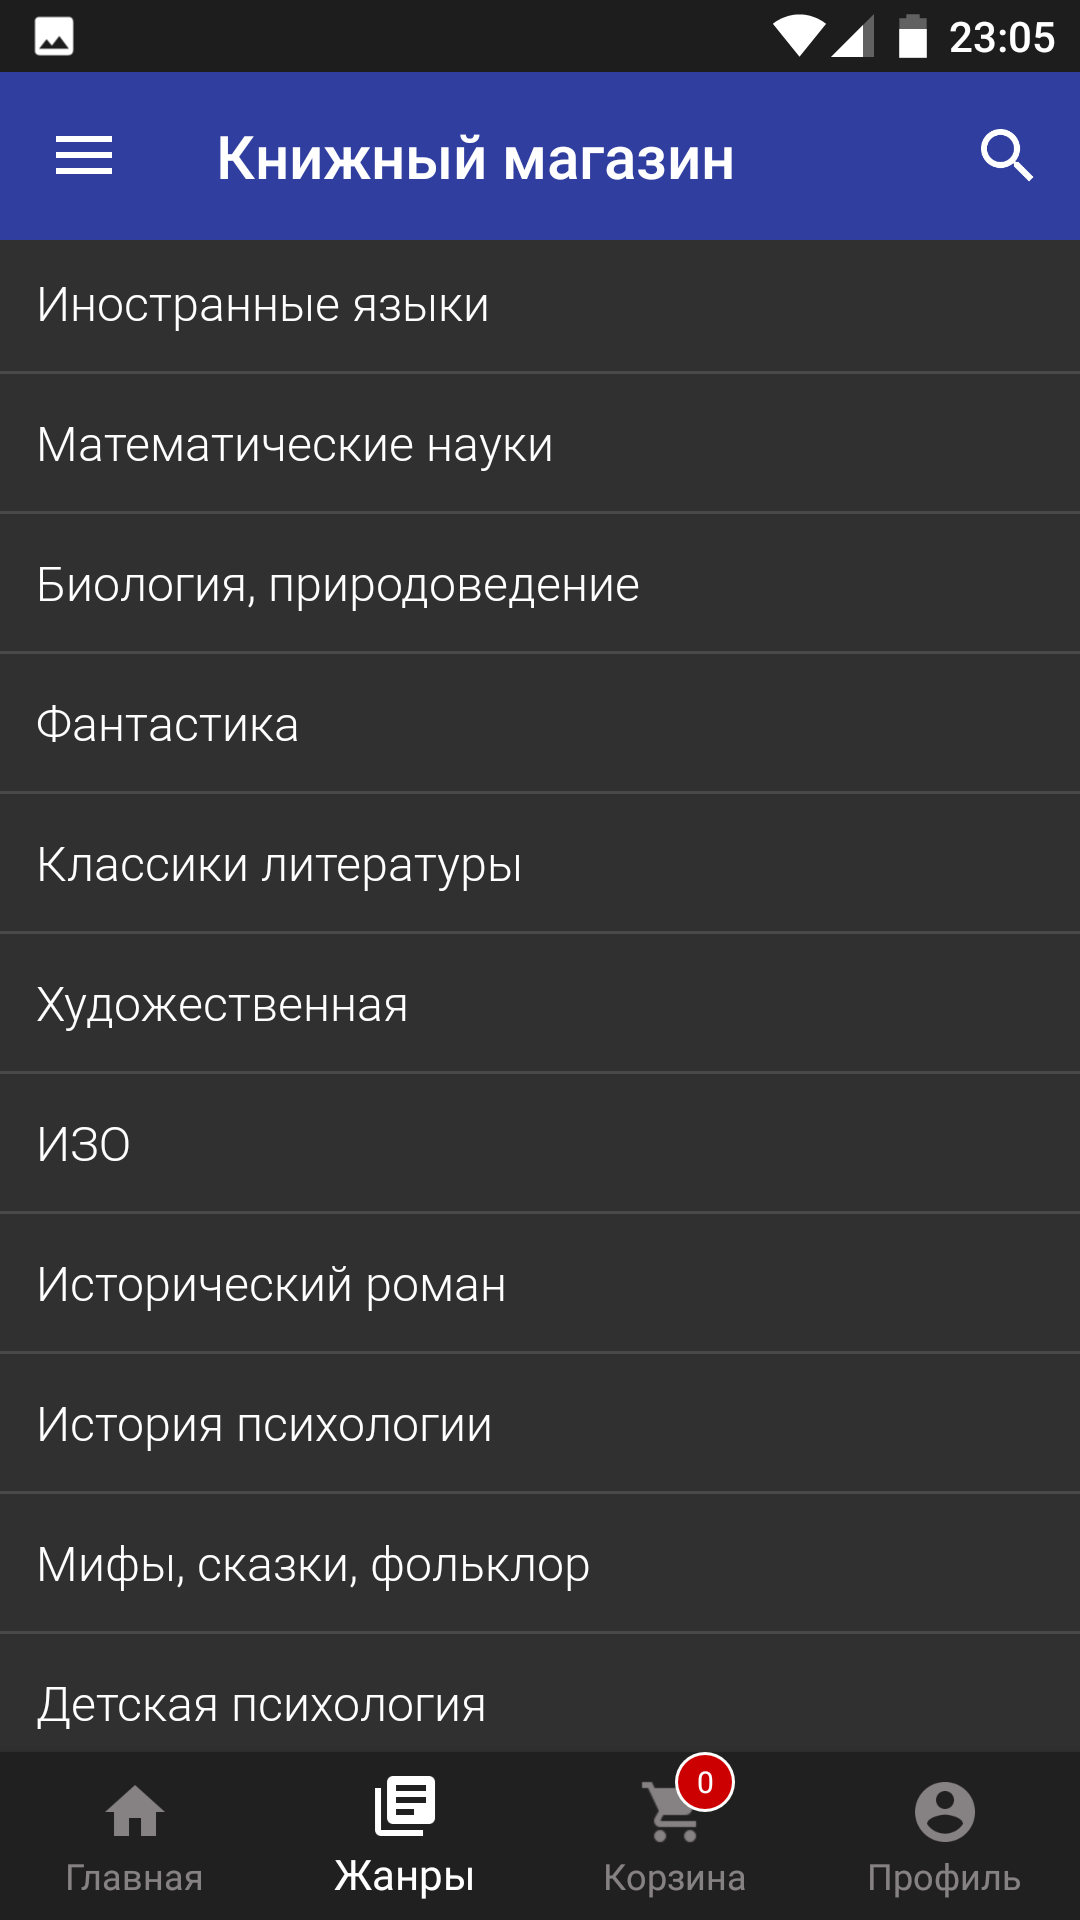 23:05
Книжный магазин
Иностранные языки
Математические науки
Биология, природоведение
Фантастика
Классики литературы
Художественная
ИЗО
Исторический роман
История психологии
Мифы, сказки, фольклор
Детская психология
0
Главная Жанры Корзина Профиль